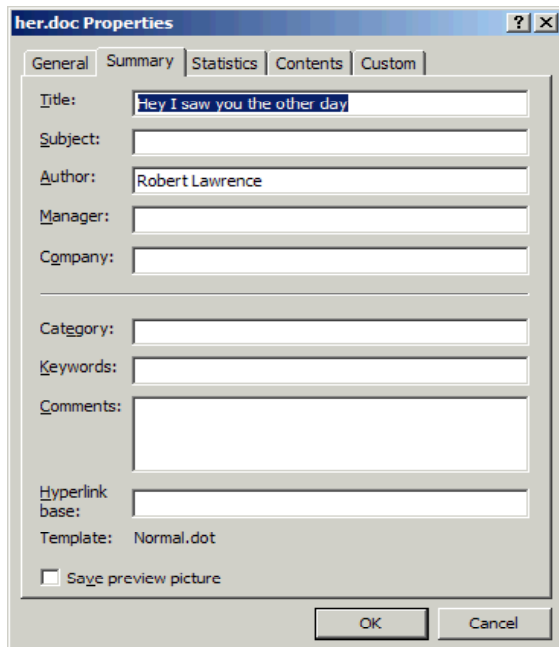 her.doc Properties
General Summary Statistics Contents Custom
Title: Hey I saw you the other day
Subject:
Author: Robert Lawrence
Manager:
Company:
Category:
Keywords:
Comments:
Hyperlink
base:
Template: Normal.dot
Save preview picture
OK Cancel